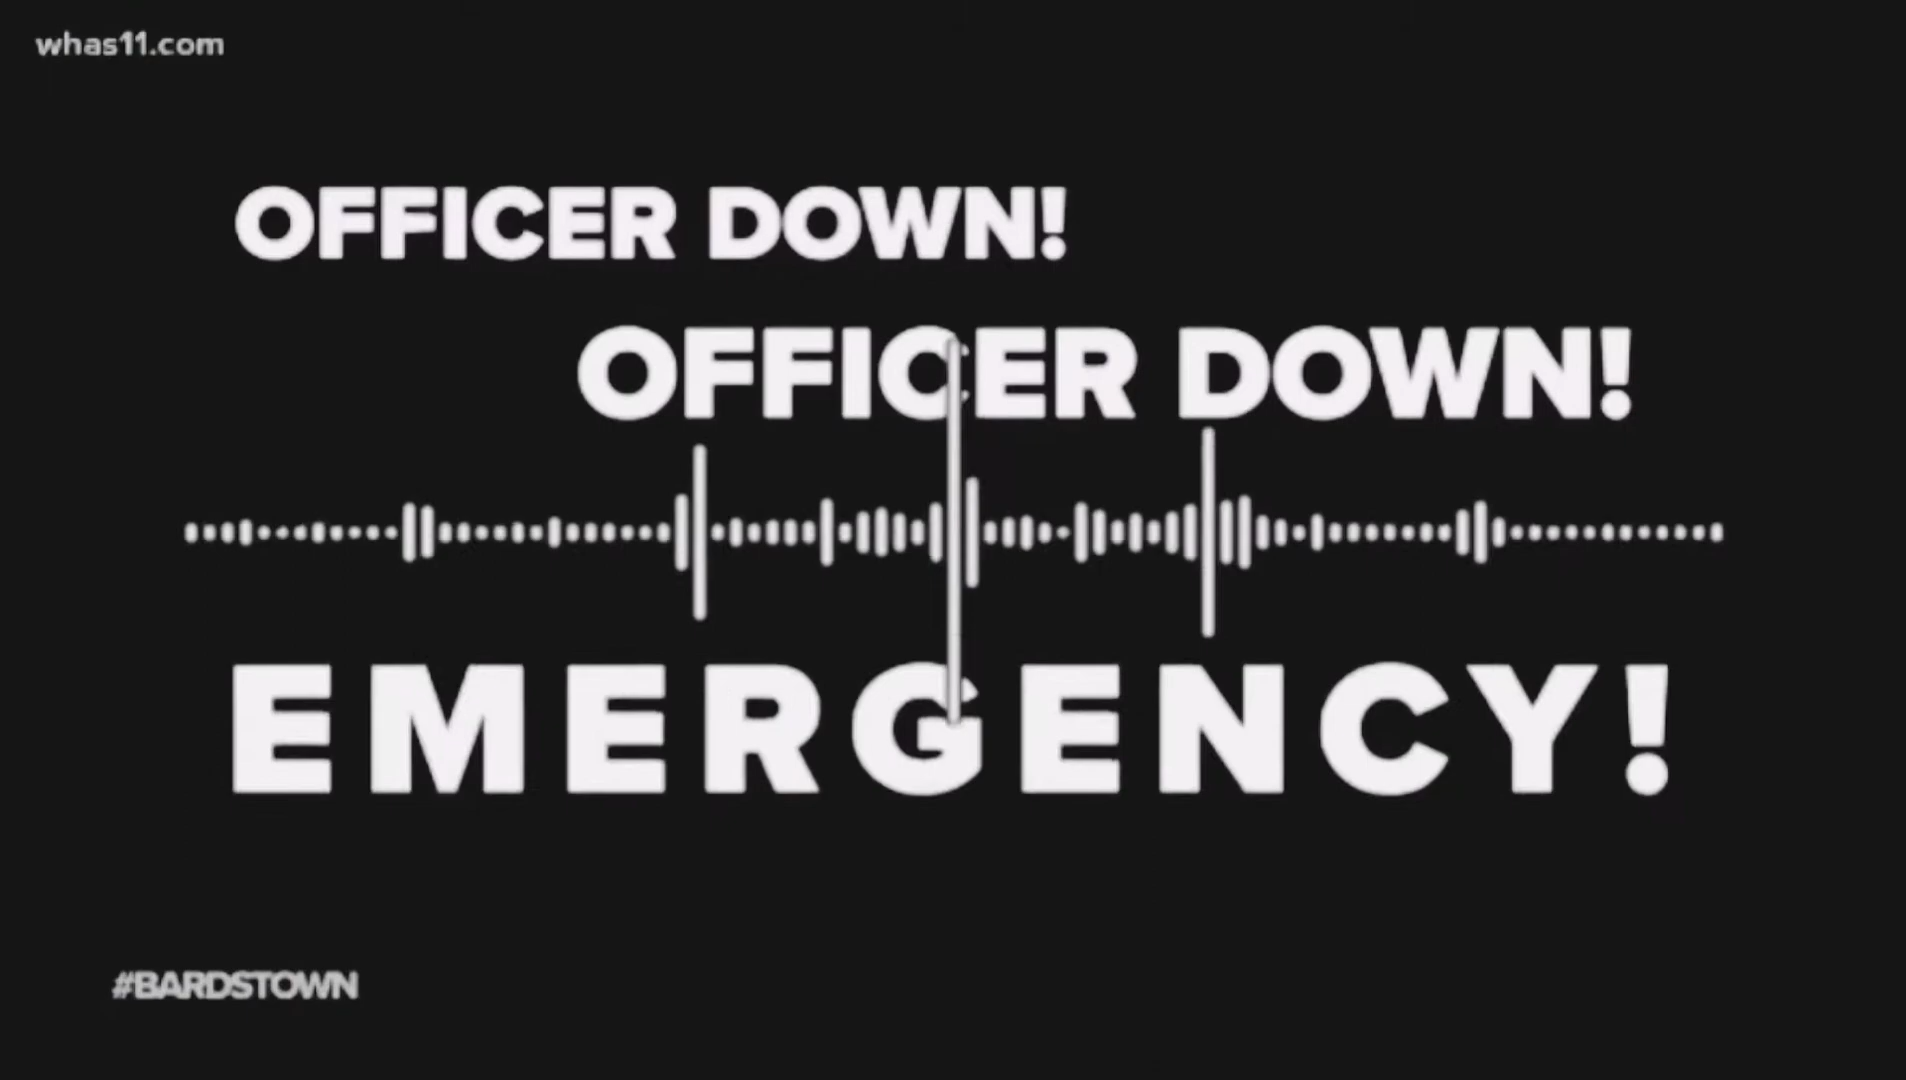 whas11.com
OFFICER DOWN!
OFFICER DOWN!
EMERGENCY!
#BARDSTOWN